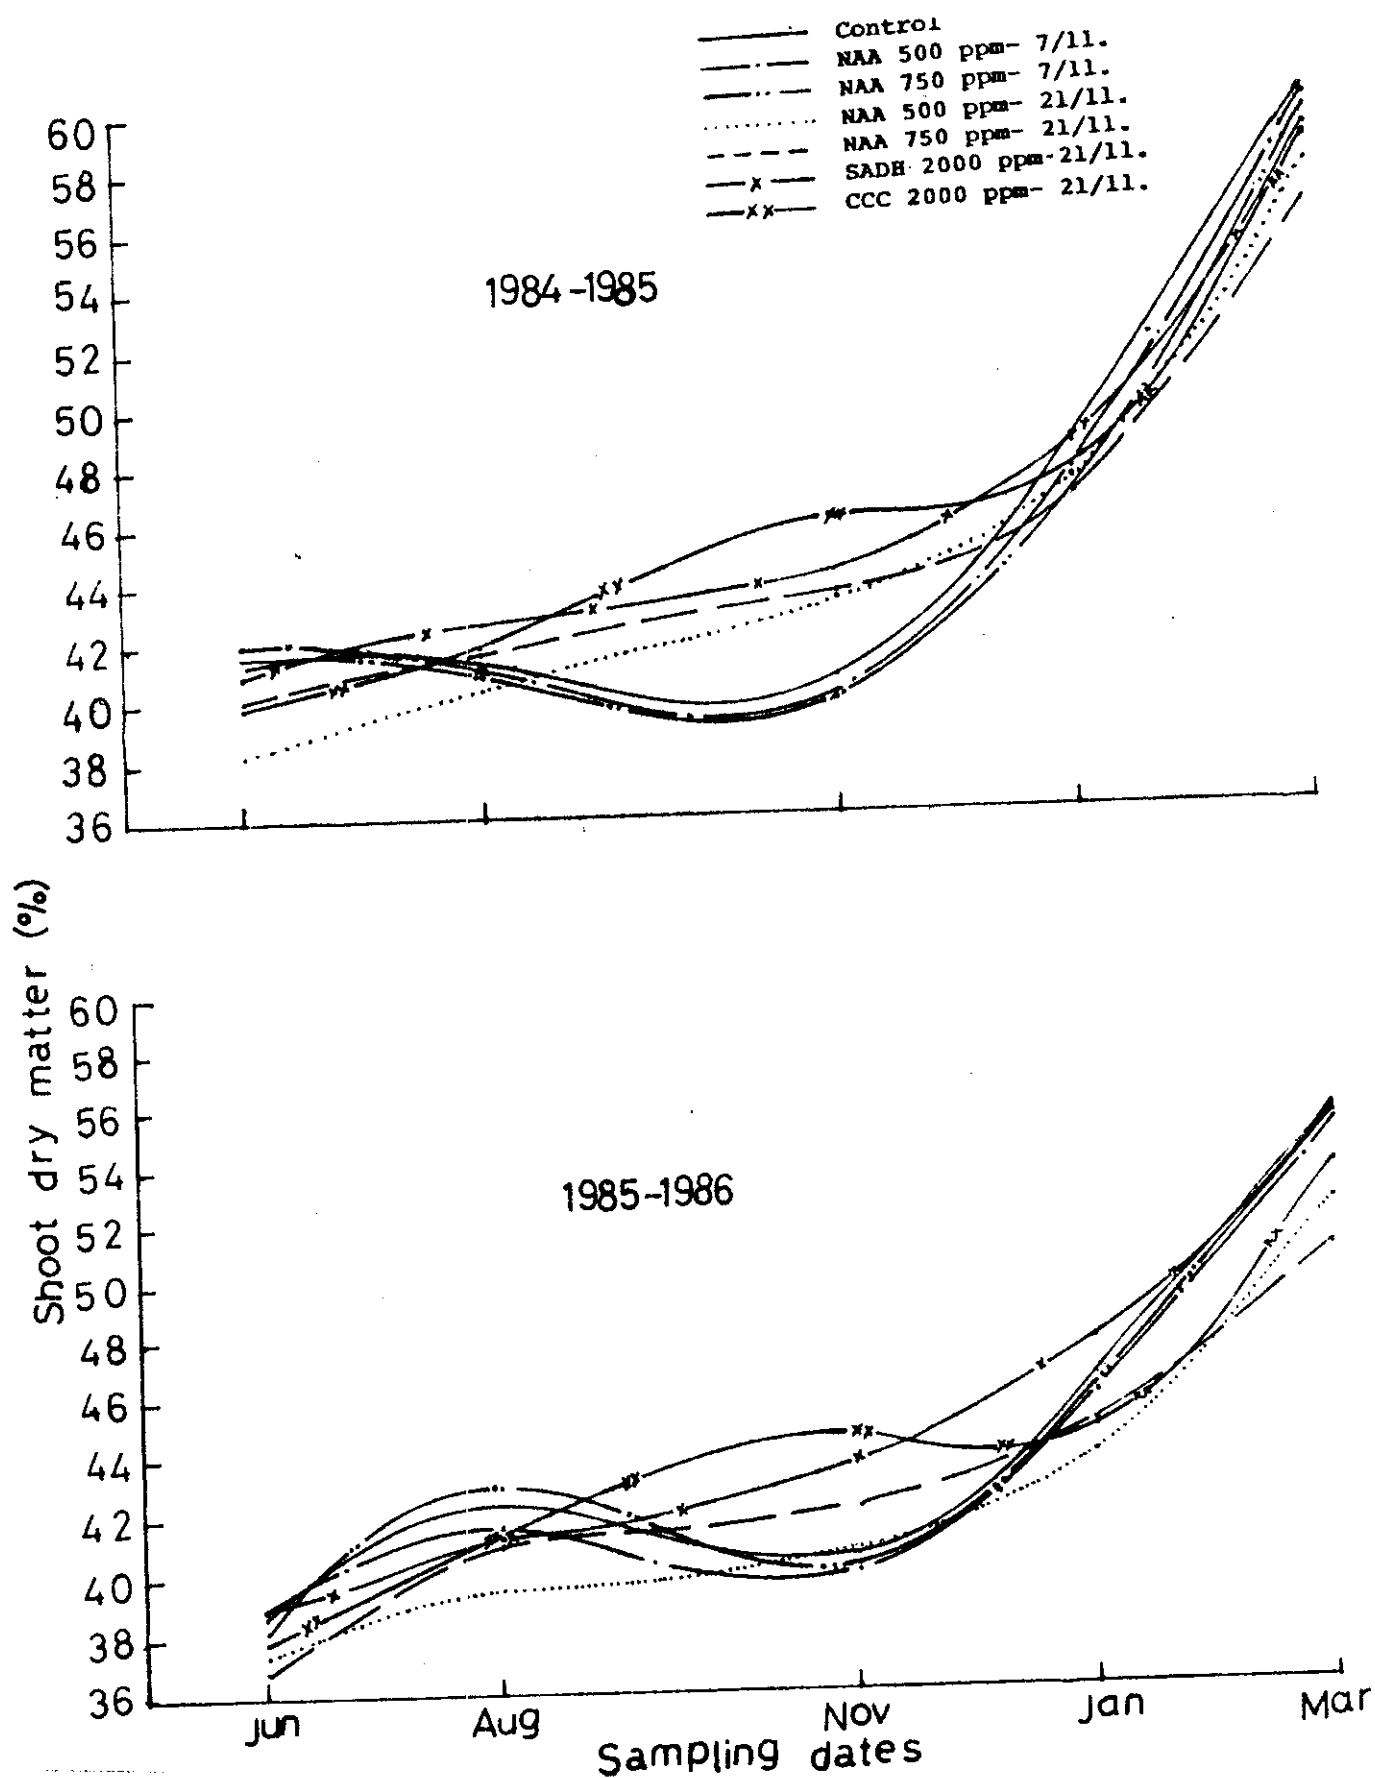 Control
NAA 500 ppm- 7/11.
NAA 750 ppm- 7/11.
NAA 500 ppm- 21/11.
NAA 750 ppm- 21/11.
SADH 2000 ppm-21/11.
CCC 2000 ppm- 21/11.
1984-1985
60
58
56
54
52
50
48
46
44
42
40
38
36
Shoot dry matter (%)
1985-1986
60
58
56
54
52
50
48
46
44
42
40
38
36
Jun Aug Nov Jan Mar
Sampling dates